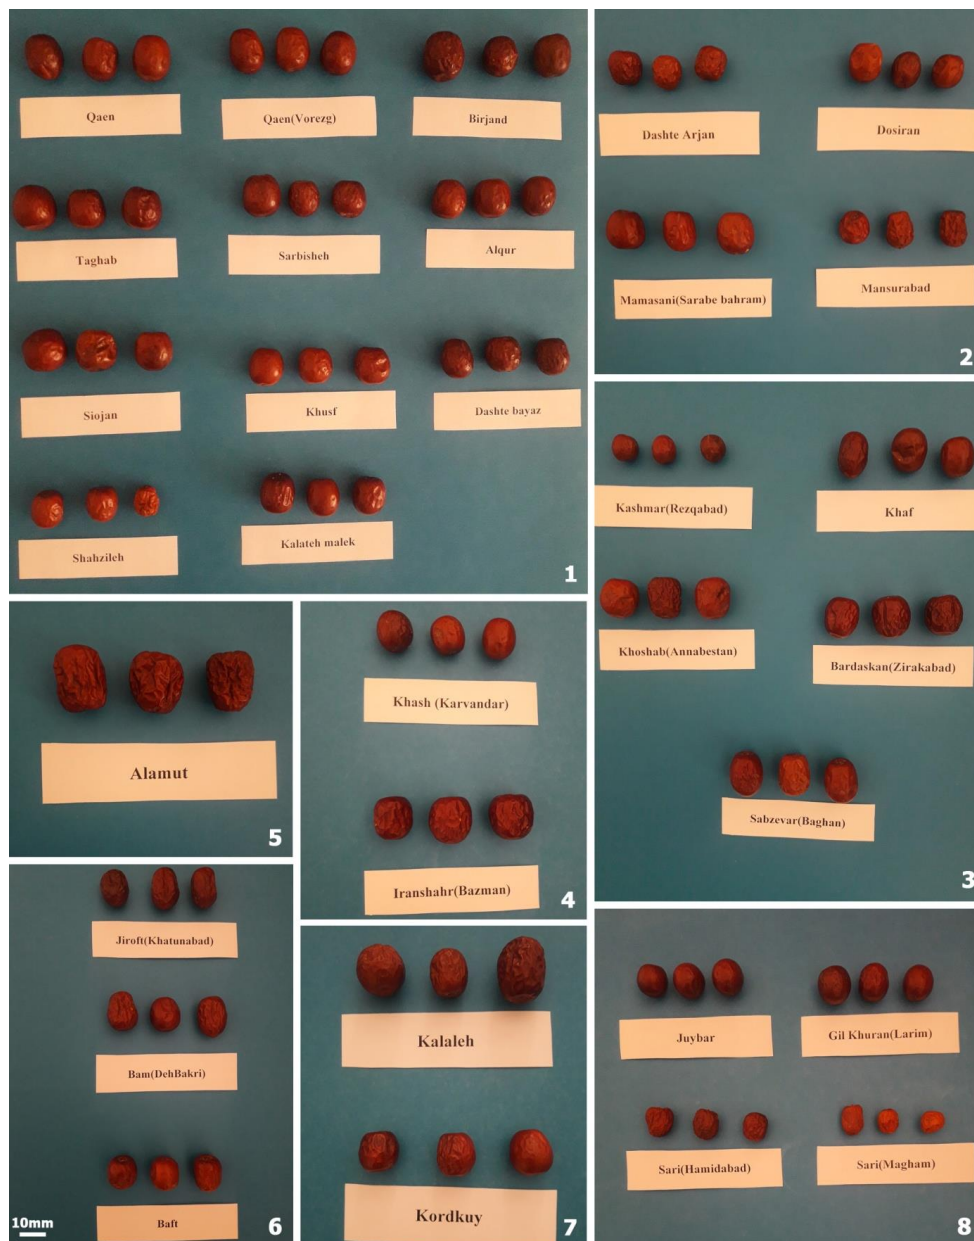 Qaen
Qaen(Vorezg)
Birjand
Taghab
Sarbisheh
Alqur
Siojan
Khusf
Dashte bayaz
Shahzileh
Kalateh malek
1
Dashte Arjan
Dosiran
Mamasani(Sarabe bahram)
Mansurabad
2
Kashmar(Rezqabad)
Khaf
Khoshab(Annabestan)
Bardaskan(Zirakabad)
Sabzevar(Baghan)
3
Khash (Karvandar)
Iranshahr(Bazman)
4
Alamut
5
Jiroft(Khatunabad)
Bam(DehBakri)
Baft
10mm
6
Kalaleh
Kordkuy
7
Juybar
Gil Khuran(Larim)
Sari(Hamidabad)
Sari(Magham)
8